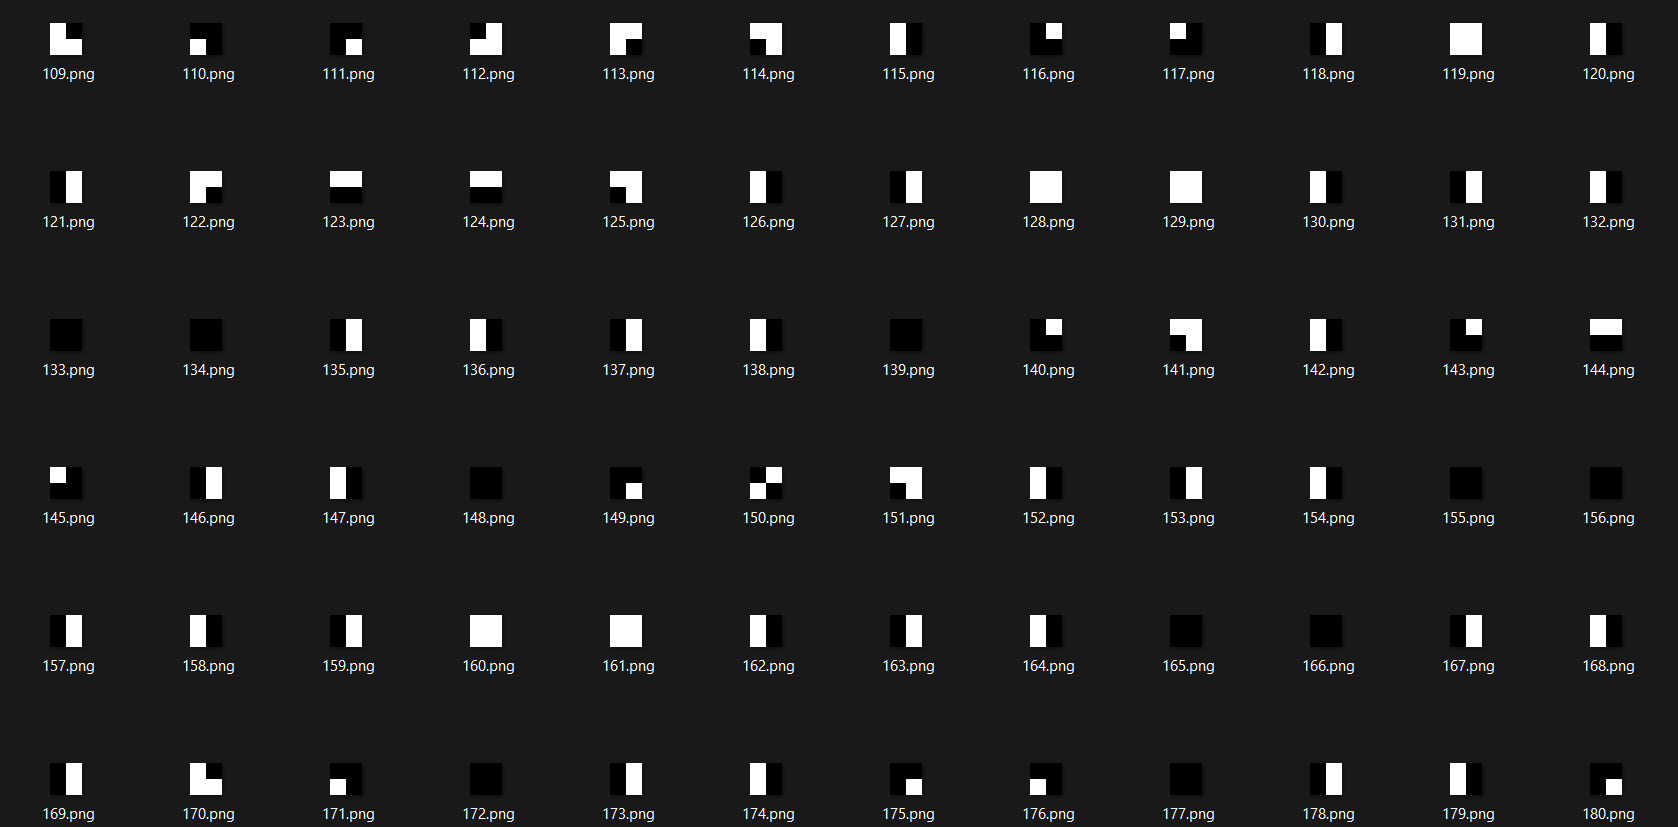 109.png 110.png 111.png 112.png 113.png 114.png 115.png 116.png 117.png 118.png 119.png 120.png
121.png 122.png 123.png 124.png 125.png 126.png 127.png 128.png 129.png 130.png 131.png 132.png
133.png 134.png 135.png 136.png 137.png 138.png 139.png 140.png 141.png 142.png 143.png 144.png
145.png 146.png 147.png 148.png 149.png 150.png 151.png 152.png 153.png 154.png 155.png 156.png
157.png 158.png 159.png 160.png 161.png 162.png 163.png 164.png 165.png 166.png 167.png 168.png
169.png 170.png 171.png 172.png 173.png 174.png 175.png 176.png 177.png 178.png 179.png 180.png